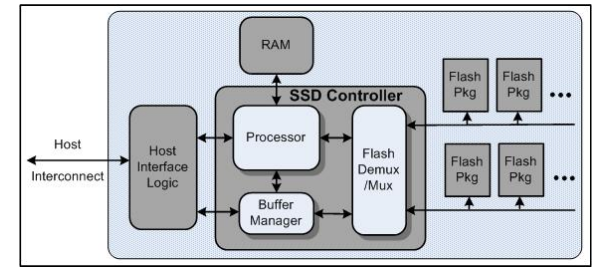 RAM
SSD Controller
Flash
Pkg
Flash
Pkg
•••
Host
Interconnect
Host
Interface
Logic
Processor
Flash
Demux
/Mux
Buffer
Manager
Flash
Pkg
Flash
Pkg
•••